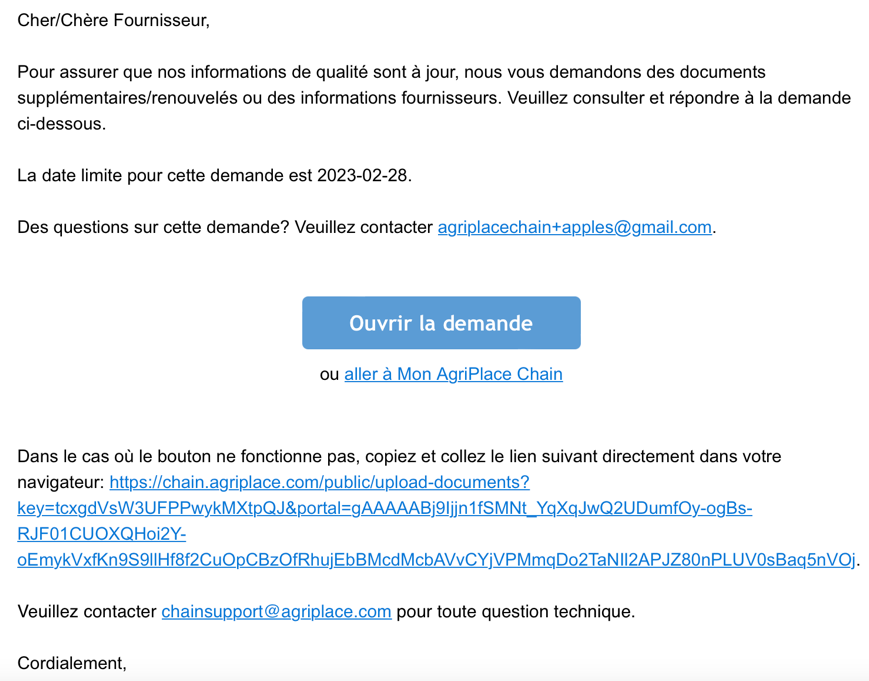 Cher/Chère Fournisseur,
Pour assurer que nos informations de qualité sont à jour, nous vous demandons des documents
supplémentaires/renouvelés ou des informations fournisseurs. Veuillez consulter et répondre à la demande
ci-dessous.
La date limite pour cette demande est 2023-02-28.
Des questions sur cette demande? Veuillez contacter agriplacechain+apples@gmail.com.
Ouvrir la demande
ou aller à Mon AgriPlace Chain
Dans le cas où le bouton ne fonctionne pas, copiez et collez le lien suivant directement dans votre
navigateur: https://chain.agriplace.com/public/upload-documents?
key=tcxgdVsW3UFPPwykMXtpQJ&portal=gAAAAABj9Ijjn1fSMNt_YqXqJwQ2UDumfOy-ogBs-
RJF01CUOXQHoi2Y-
oEmykVxfKn9S9llHf8f2CuOpCBzOfRhujEbBMcdMcbAVvCYjVPMmqDo2TaNIl2APJZ80nPLUV0sBaq5nVOj.
Veuillez contacter chainsupport@agriplace.com pour toute question technique.
Cordialement,